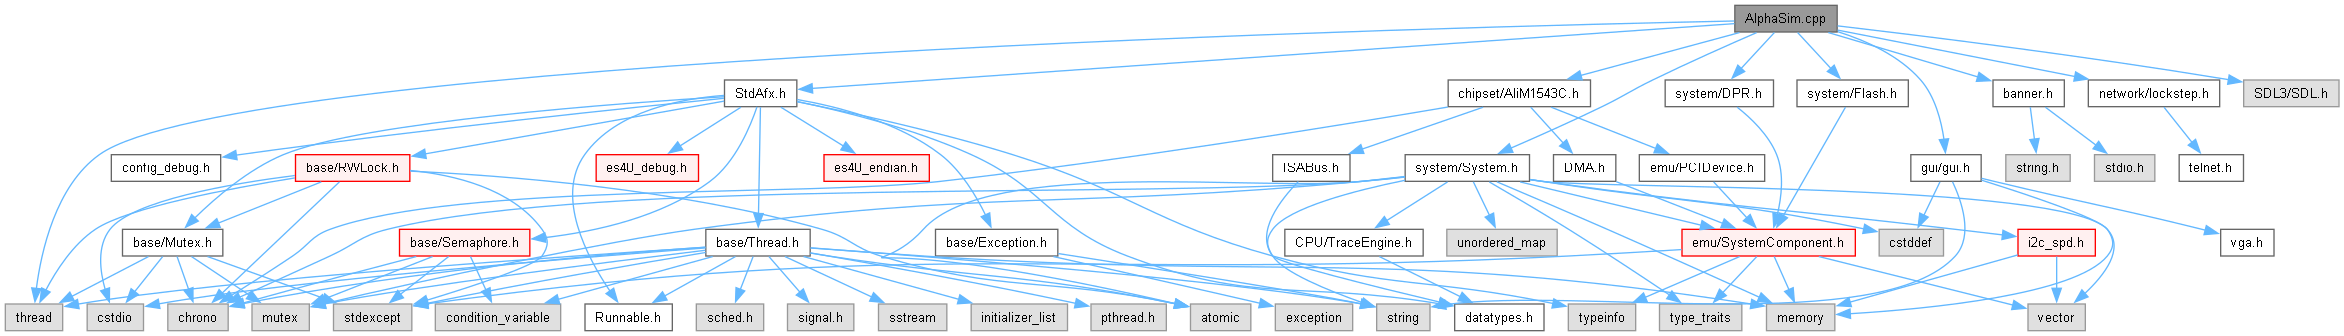 AlphaSim.cpp
StdAfx.h
chipset/AliM1543C.h
system/DPR.h
system/Flash.h
banner.h
network/lockstep.h
SDL3/SDL.h
config_debug.h
base/RWLock.h
es40_debug.h
es40_endian.h
ISABus.h
system/System.h
DMA.h
emu/PCIDevice.h
gui/gui.h
string.h
stdio.h
telnet.h
base/Mutex.h
base/Semaphore.h
base/Thread.h
base/Exception.h
CPU/TraceEngine.h
unordered_map
emu/SystemComponent.h
cstddef
i2c_spd.h
vga.h
thread
cstdio
chrono
mutex
stdexcept
condition_variable
Runnable.h
sched.h
signal.h
sstream
initializer_list
pthread.h
atomic
exception
string
datatypes.h
typeinfo
type_traits
memory
vector